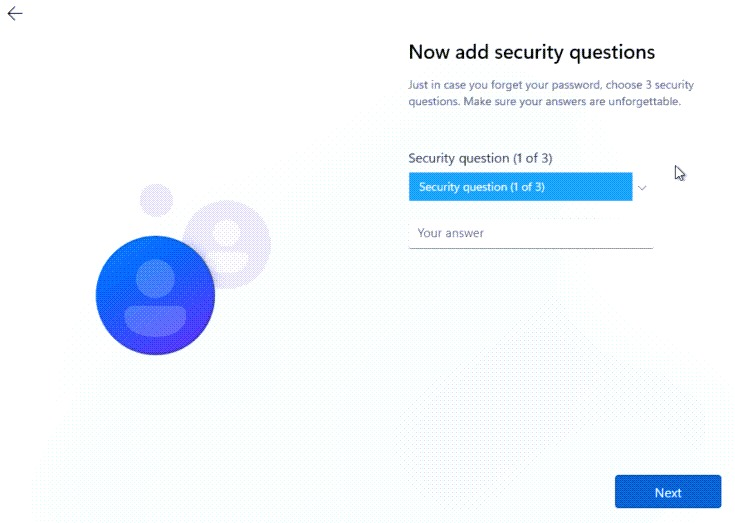 Now add security questions
Just in case you forget your password, choose 3 security
questions. Make sure your answers are unforgettable.
Security question (1 of 3)
Security question (1 of 3)
Your answer
Next